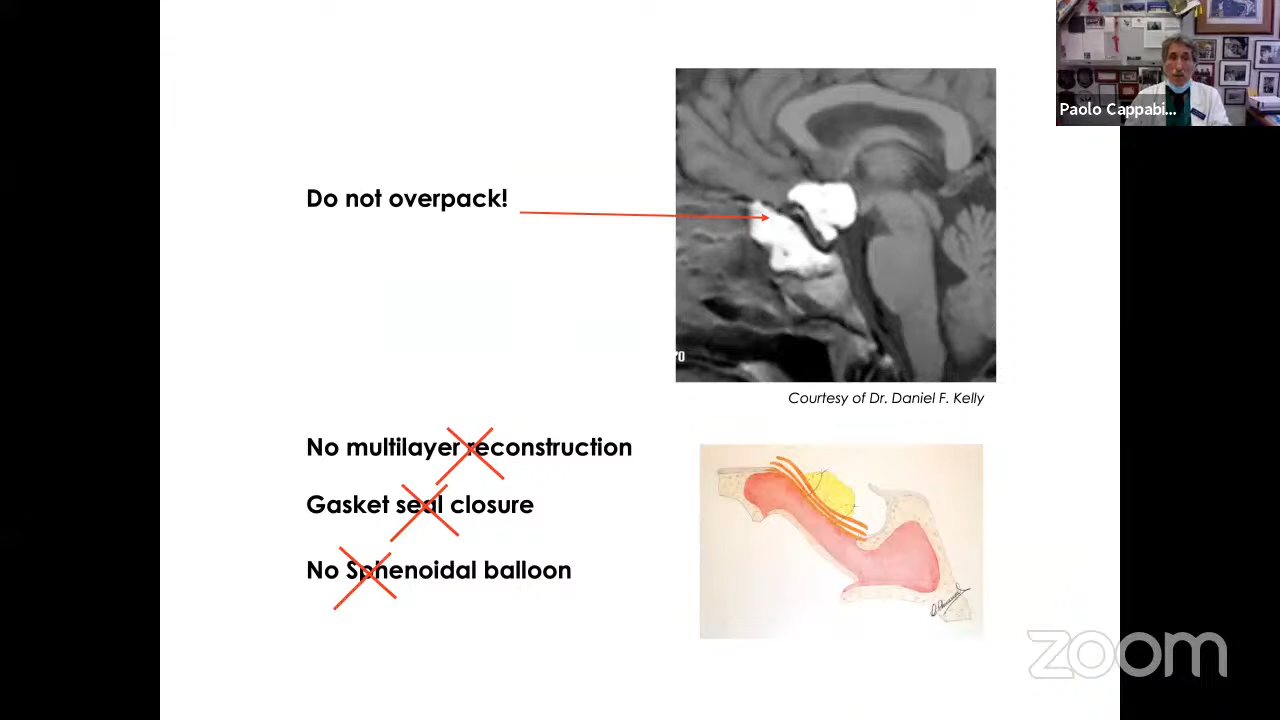 Paolo Cappabi...
Do not overpack!
70
Courtesy of Dr. Daniel F. Kelly
No multilayer reconstruction
Gasket seal closure
No Sphenoidal balloon
zoom